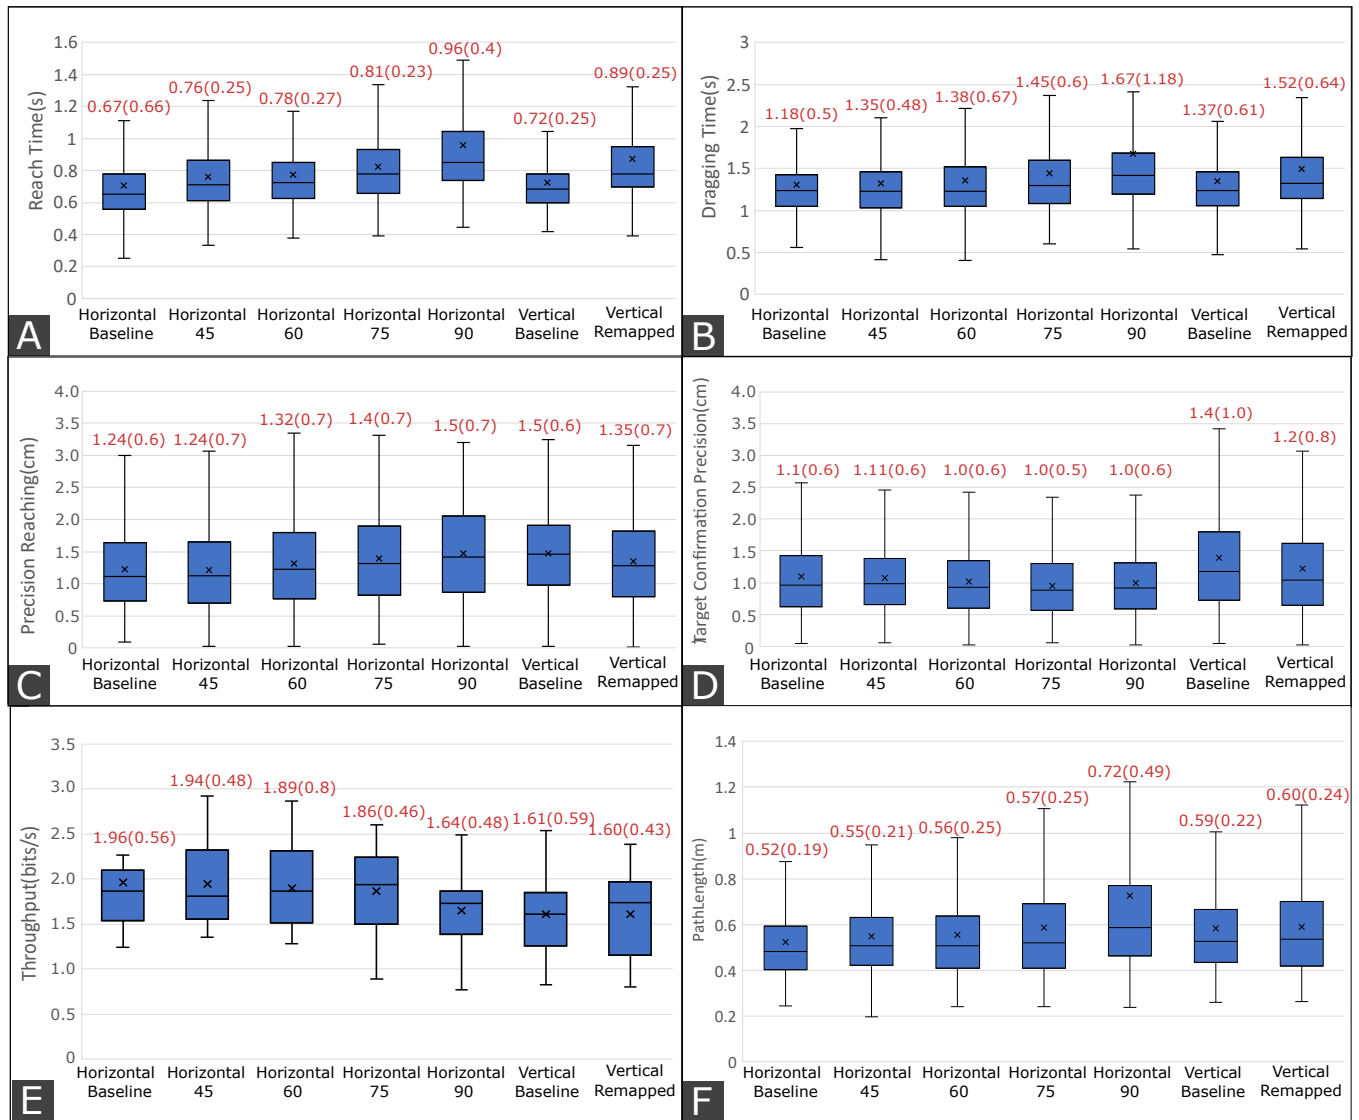 Reach Time(s)
1.6
1.4
1.2
1
0.8
0.6
0.4
0.2
0
0.67(0.66)
0.76(0.25)
0.78(0.27)
0.81(0.23)
0.96(0.4)
0.72(0.25)
0.89(0.25)
Horizontal Baseline
Horizontal 45
Horizontal 60
Horizontal 75
Horizontal 90
Vertical Baseline
Vertical Remapped
A
Dragging Time(s)
3
2.5
2
1.5
1
0.5
0
1.18(0.5)
1.35(0.48)
1.38(0.67)
1.45(0.6)
1.67(1.18)
1.37(0.61)
1.52(0.64)
Horizontal Baseline
Horizontal 45
Horizontal 60
Horizontal 75
Horizontal 90
Vertical Baseline
Vertical Remapped
B
Precision Reaching(cm)
4.0
3.5
3.0
2.5
2.0
1.5
1.0
0.5
0
1.24(0.6)
1.24(0.7)
1.32(0.7)
1.4(0.7)
1.5(0.7)
1.5(0.6)
1.35(0.7)
Horizontal Baseline
Horizontal 45
Horizontal 60
Horizontal 75
Horizontal 90
Vertical Baseline
Vertical Remapped
C
Target Confirmation Precision(cm)
4.0
3.5
3.0
2.5
2.0
1.5
1.0
0.5
0
1.1(0.6)
1.11(0.6)
1.0(0.6)
1.0(0.5)
1.0(0.6)
1.4(1.0)
1.2(0.8)
Horizontal Baseline
Horizontal 45
Horizontal 60
Horizontal 75
Horizontal 90
Vertical Baseline
Vertical Remapped
D
Throughput(bits/s)
3.5
3.0
2.5
2.0
1.5
1.0
0.5
0
1.96(0.56)
1.94(0.48)
1.89(0.8)
1.86(0.46)
1.64(0.48)
1.61(0.59)
1.60(0.43)
Horizontal Baseline
Horizontal 45
Horizontal 60
Horizontal 75
Horizontal 90
Vertical Baseline
Vertical Remapped
E
PathLength(m)
1.4
1.2
1
0.8
0.6
0.4
0.2
0
0.52(0.19)
0.55(0.21)
0.56(0.25)
0.57(0.25)
0.72(0.49)
0.59(0.22)
0.60(0.24)
Horizontal Baseline
Horizontal 45
Horizontal 60
Horizontal 75
Horizontal 90
Vertical Baseline
Vertical Remapped
F